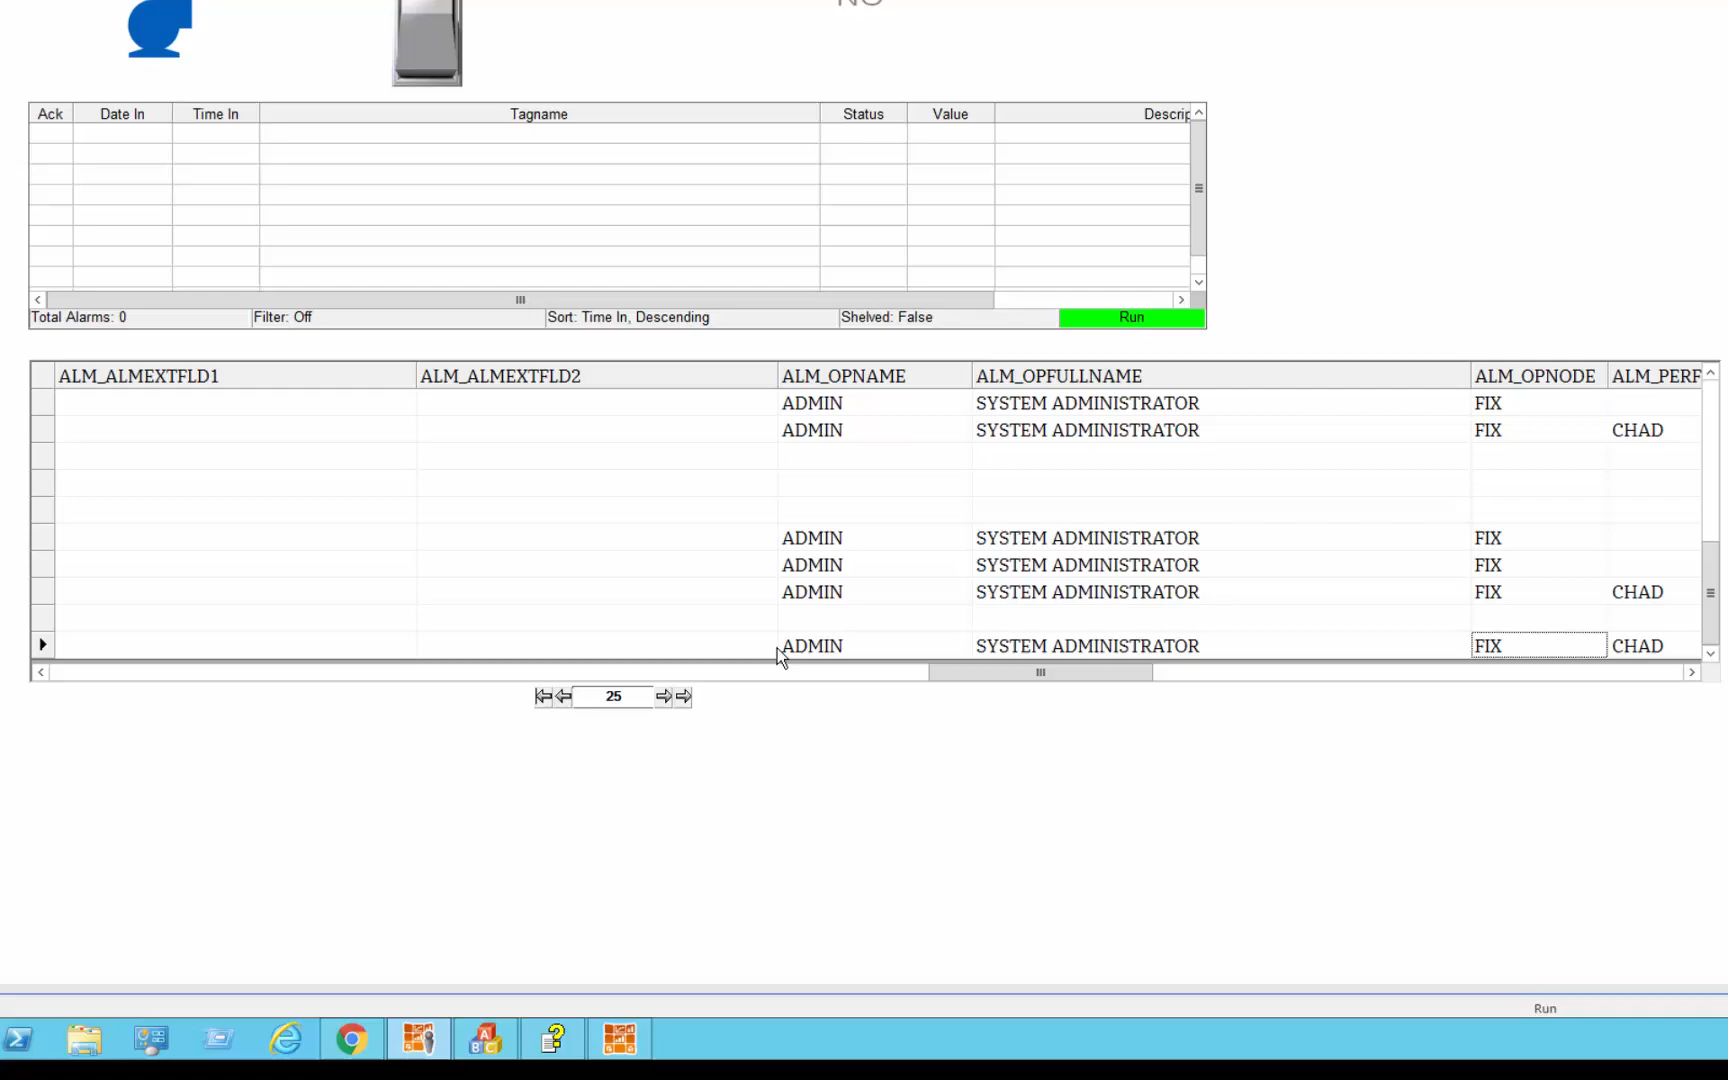 NO
Ack Date In Time In Tagname Status Value Descrip
Total Alarms: 0 Filter: Off Sort: Time In, Descending Shelved: False Run
ALM_ALMEXTFLD1 ALM_ALMEXTFLD2 ALM_OPNAME ALM_OPFULLNAME ALM_OPNODE ALM_PERF
ADMIN SYSTEM ADMINISTRATOR FIX
ADMIN SYSTEM ADMINISTRATOR FIX CHAD
ADMIN SYSTEM ADMINISTRATOR FIX
ADMIN SYSTEM ADMINISTRATOR FIX
ADMIN SYSTEM ADMINISTRATOR FIX CHAD
ADMIN SYSTEM ADMINISTRATOR FIX CHAD
25
Run
A B C
?